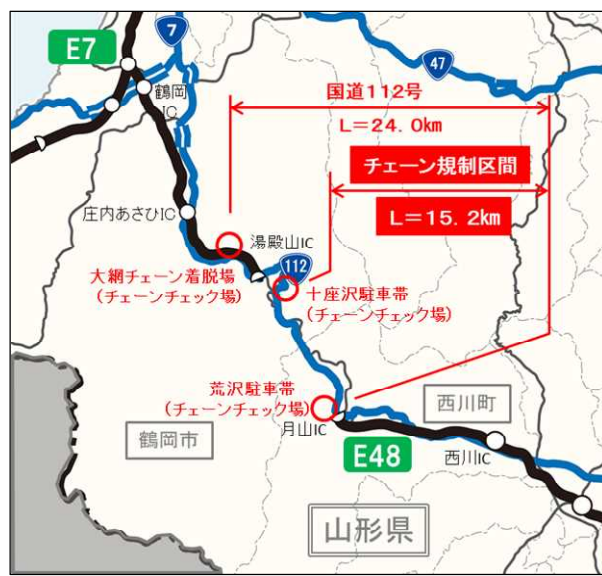 7
E7
47
鶴岡
IC
国道112号
L=24.0km
チェーン規制区間
L=15.2km
庄内あさひIC
湯殿山IC
112
大網チェーン着脱場
(チェーンチェック場)
十座沢駐車帯
(チェーンチェック場)
荒沢駐車帯
(チェーンチェック場)
月山IC
西川町
鶴岡市
E48
西川IC
山形県